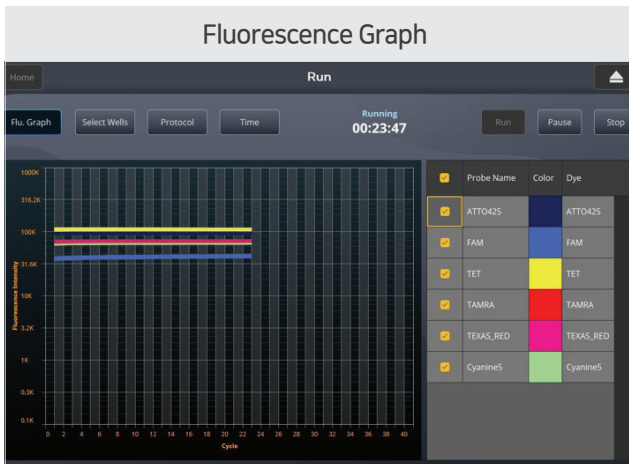 Fluorescence Graph
Home
Run
Flu. Graph
Select Wells
Protocol
Time
Running
00:23:47
Run
Pause
Stop
1000K
316.2K
100K
31.6K
10K
3.2K
1K
0.3K
0.1K
Fluorescence Intensity
0 2 4 6 8 10 12 14 16 18 20 22 24 26 28 30 32 34 36 38 40
Cycle
Probe Name Color Dye
ATTO425 ATTO425
FAM FAM
TET TET
TAMRA TAMRA
TEXAS_RED TEXAS_RED
Cyanine5 Cyanine5